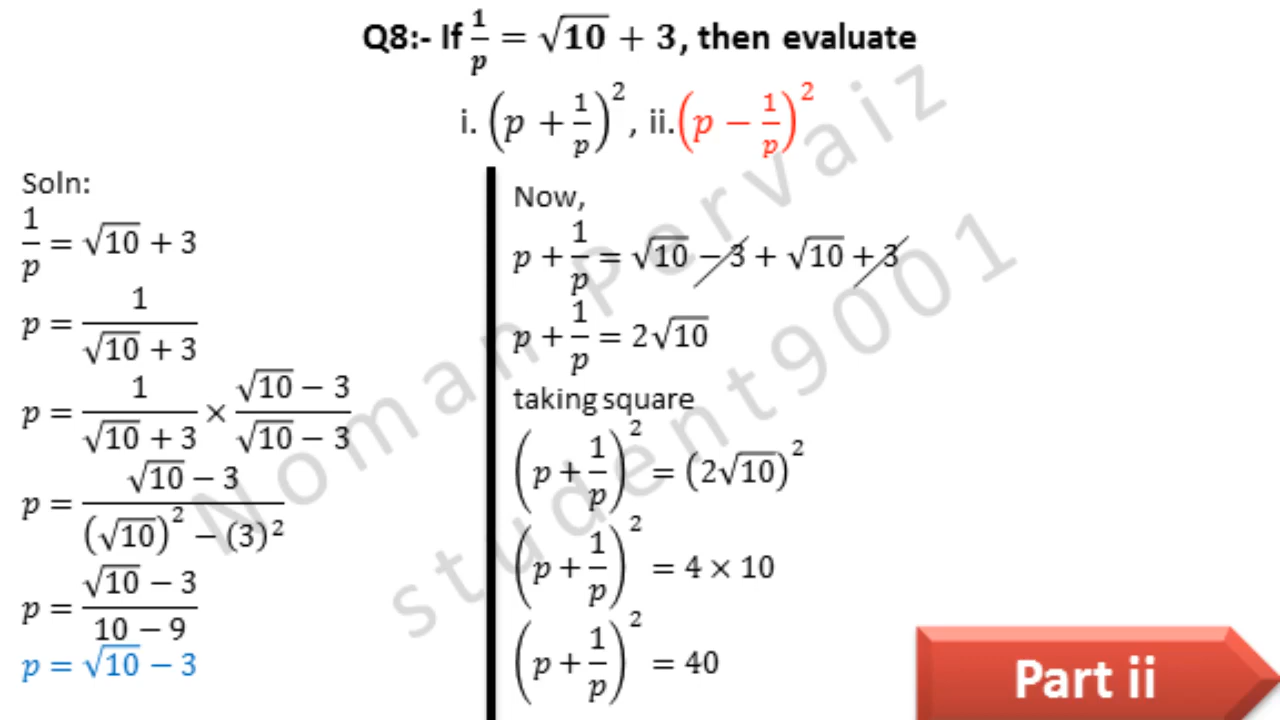 Q8:- If 1/p = √10 + 3, then evaluate
i. (p + 1/p)², ii. (p − 1/p)²
Soln:
1/p = √10 + 3
p = 1/(√10 + 3)
p = 1/(√10 + 3) × (√10 − 3)/(√10 − 3)
p = (√10 − 3)/((√10)² − (3)²)
p = (√10 − 3)/(10 − 9)
p = √10 − 3
Now,
p + 1/p = √10 − 3 + √10 + 3
p + 1/p = 2√10
taking square
(p + 1/p)² = (2√10)²
(p + 1/p)² = 4 × 10
(p + 1/p)² = 40
Part ii
Noman Pervaiz
student9001